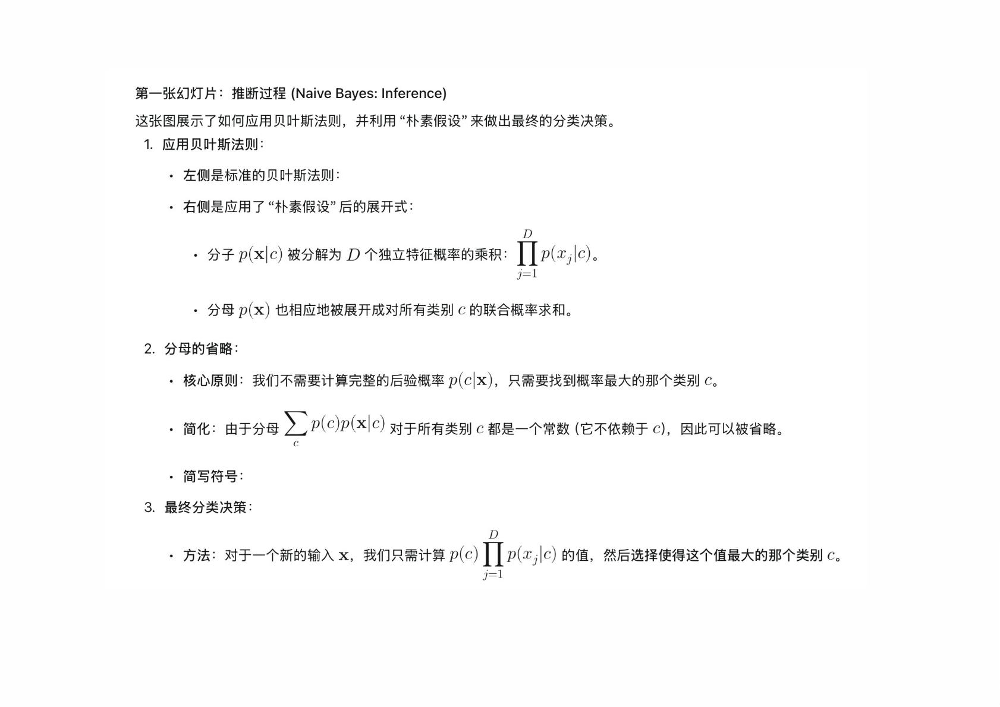 第一张幻灯片：推断过程 (Naive Bayes: Inference)
这张图展示了如何应用贝叶斯法则，并利用 “朴素假设” 来做出最终的分类决策。
1. 应用贝叶斯法则：
• 左侧是标准的贝叶斯法则：
• 右侧是应用了 “朴素假设” 后的展开式：
• 分子 $p(\mathbf{x}|c)$ 被分解为 $D$ 个独立特征概率的乘积：$\prod_{j=1}^{D} p(x_j|c)$。
• 分母 $p(\mathbf{x})$ 也相应地被展开成对所有类别 $c$ 的联合概率求和。
2. 分母的省略：
• 核心原则：我们不需要计算完整的后验概率 $p(c|\mathbf{x})$，只需要找到概率最大的那个类别 $c$。
• 简化：由于分母 $\sum_{c} p(c)p(\mathbf{x}|c)$ 对于所有类别 $c$ 都是一个常数 (它不依赖于 $c$)，因此可以被省略。
• 简写符号：
3. 最终分类决策：
• 方法：对于一个新的输入 $\mathbf{x}$，我们只需计算 $p(c) \prod_{j=1}^{D} p(x_j|c)$ 的值，然后选择使得这个值最大的那个类别 $c$。